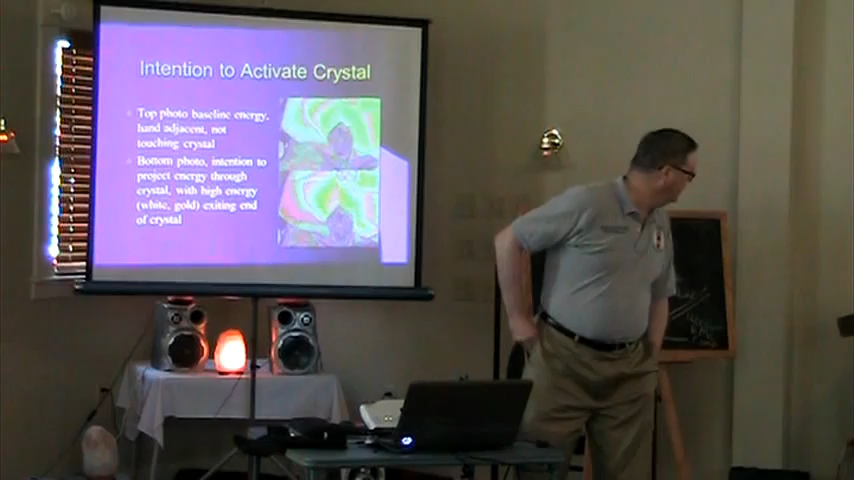 Intention to Activate Crystal
Top photo baseline energy,
hand adjacent, not
touching crystal
Bottom photo, intention to
project energy through
crystal, with high energy
(white, gold) exiting end
of crystal